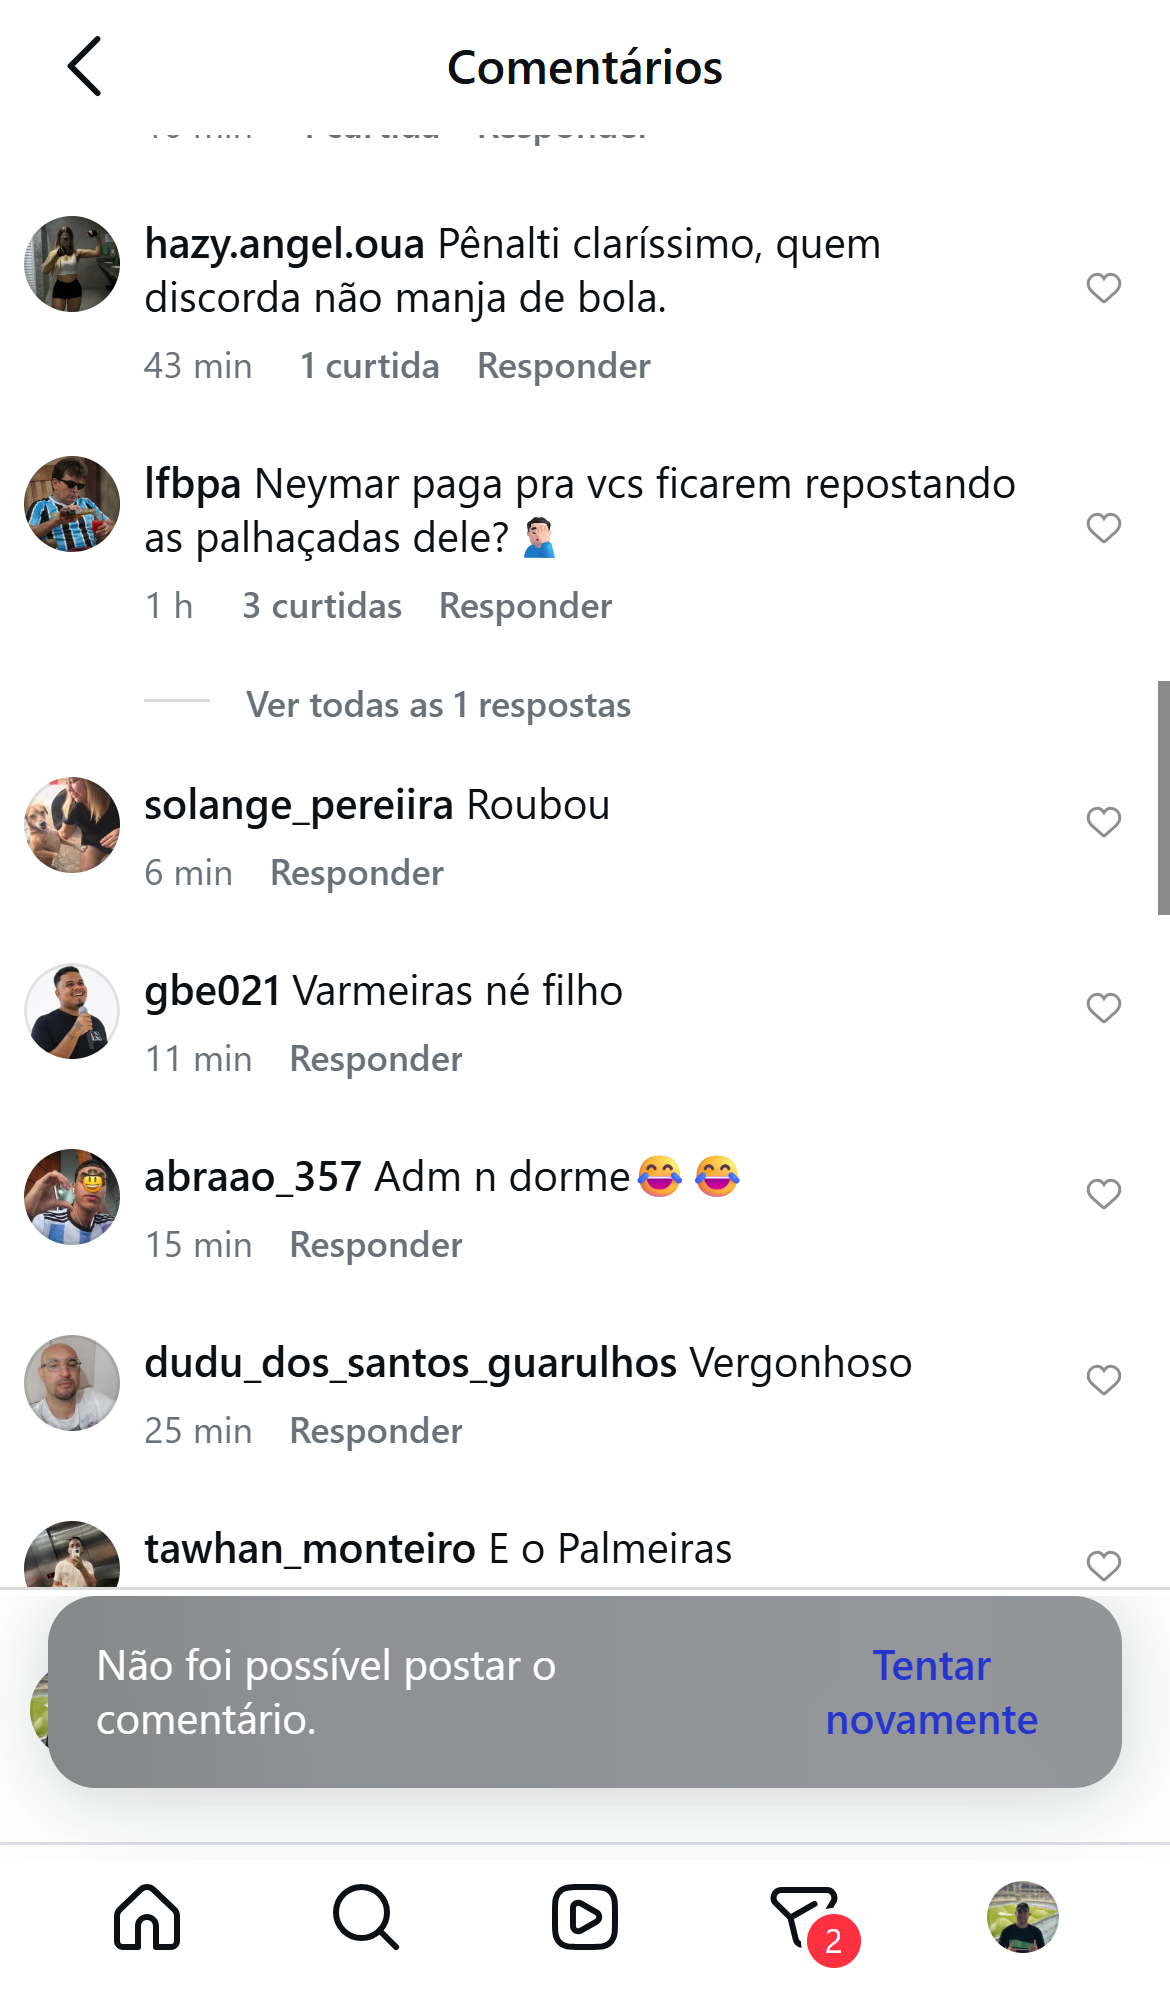 Comentários
hazy.angel.oua Pênalti claríssimo, quem
discorda não manja de bola.
43 min 1 curtida Responder
lfbpa Neymar paga pra vcs ficarem repostando
as palhaçadas dele? 🤦🏻‍♂️
1 h 3 curtidas Responder
Ver todas as 1 respostas
solange_pereiira Roubou
6 min Responder
gbe021 Varmeiras né filho
11 min Responder
abraao_357 Adm n dorme😂😂
15 min Responder
dudu_dos_santos_guarulhos Vergonhoso
25 min Responder
tawhan_monteiro E o Palmeiras
Não foi possível postar o
comentário.
Tentar
novamente
2